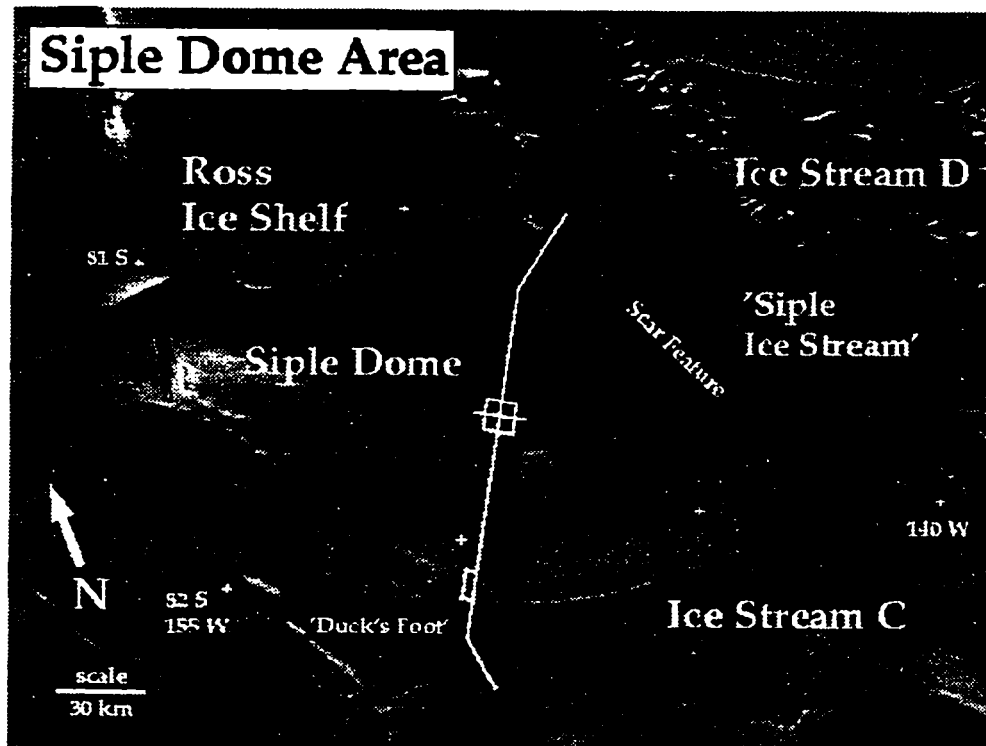 Siple Dome Area
Ross
Ice Shelf
Ice Stream D
81 S
'Siple
Ice Stream'
Scar Feature
Siple Dome
140 W
N
82 S
155 W
'Duck's Foot'
Ice Stream C
scale
30 km